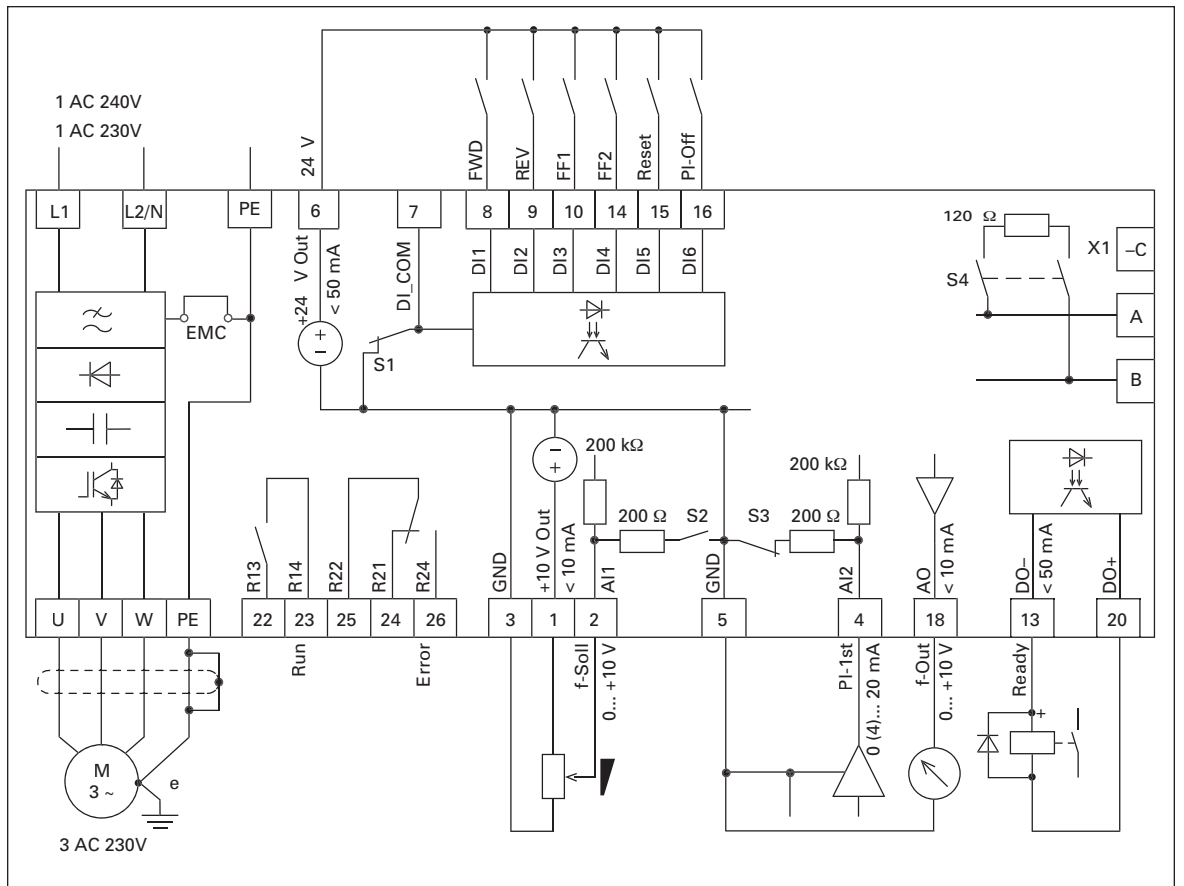 1 AC 240V
1 AC 230V
24 V
FWD
REV
FF1
FF2
Reset
PI-Off
L1
L2/N
PE
6
7
8
9
10
14
15
16
120 Ω
X1
–C
S4
A
B
+24 V Out
< 50 mA
DI_COM
DI1
DI2
DI3
DI4
DI5
DI6
EMC
+
–
S1
–
+
200 kΩ
200 kΩ
200 Ω
S2
S3
200 Ω
R13
R14
R22
R21
R24
GND
+10 V Out
< 10 mA
AI1
GND
AI2
AO
< 10 mA
DO–
< 50 mA
DO+
U
V
W
PE
22
23
25
24
26
3
1
2
5
4
18
13
20
Run
Error
f-Soll
0... +10 V
PI-1st
0 (4)... 20 mA
f-Out
0... +10 V
Ready
+
M
3 ~
e
3 AC 230V